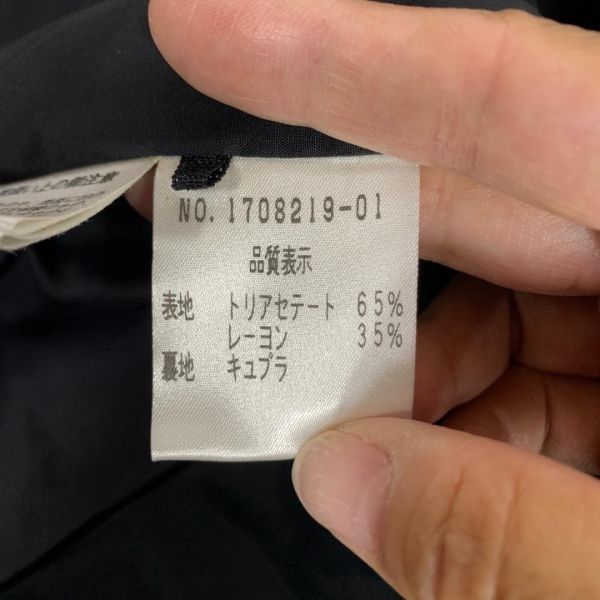 NO. 1708219-01
品質表示
表地 トリアセテート 65%
レーヨン 35%
裏地 キュプラ